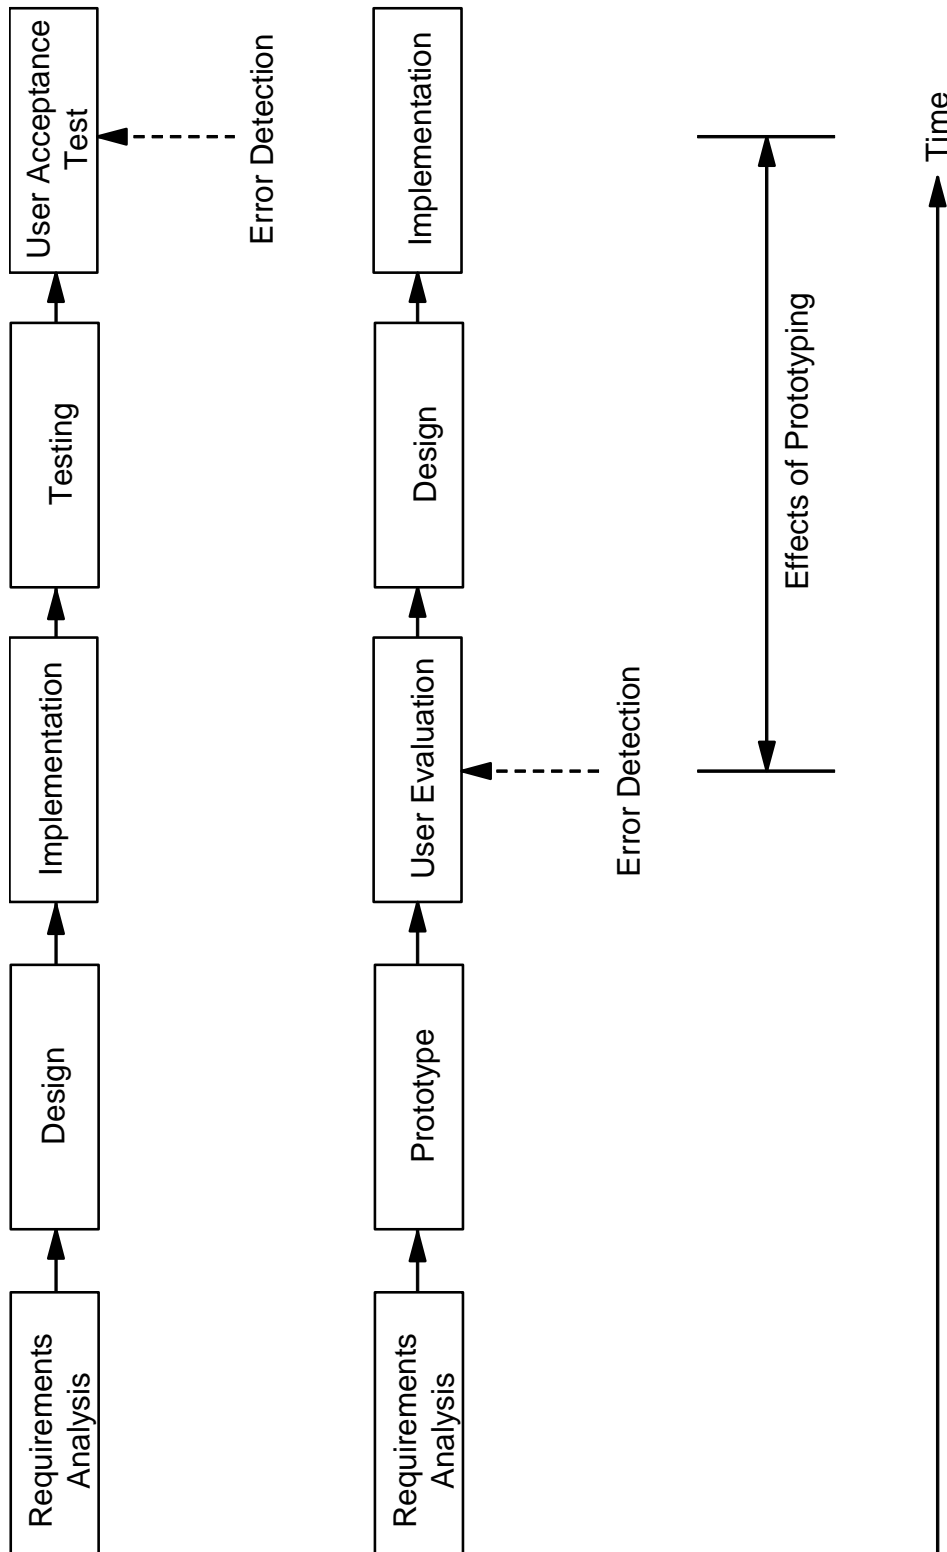 Requirements
Analysis
Design
Implementation
Testing
User Acceptance
Test
Error Detection
Requirements
Analysis
Prototype
User Evaluation
Design
Implementation
Error Detection
Effects of Prototyping
Time